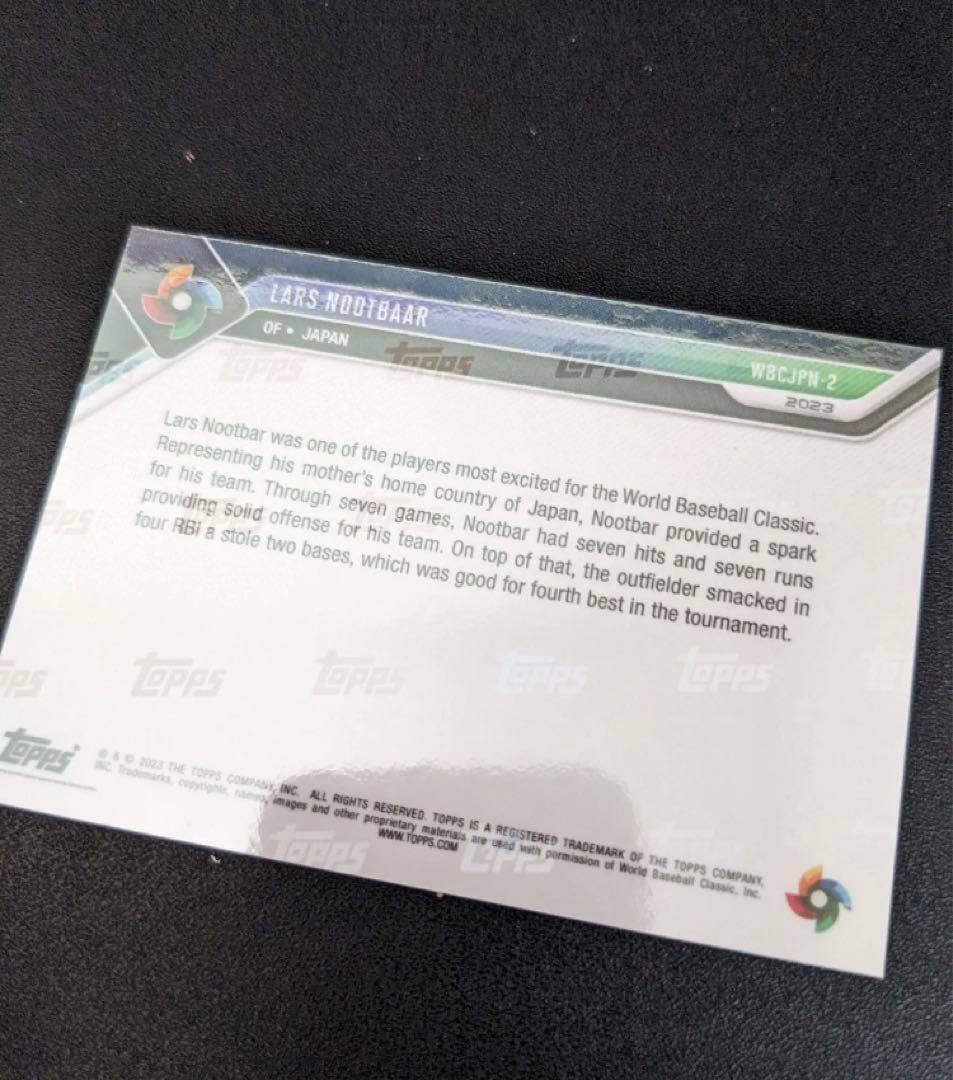 LARS NOOTBAAR
OF • JAPAN
WBCJPN-2
2023
Lars Nootbar was one of the players most excited for the World Baseball Classic.
Representing his mother's home country of Japan, Nootbar provided a spark
for his team. Through seven games, Nootbar had seven hits and seven runs
providing solid offense for his team. On top of that, the outfielder smacked in
four RBI a stole two bases, which was good for fourth best in the tournament.
Topps
® & © 2023 THE TOPPS COMPANY, INC. ALL RIGHTS RESERVED. TOPPS IS A REGISTERED TRADEMARK OF THE TOPPS COMPANY,
INC. Trademarks, copyrights, names, images and other proprietary materials are used with permission of World Baseball Classic, Inc.
WWW.TOPPS.COM